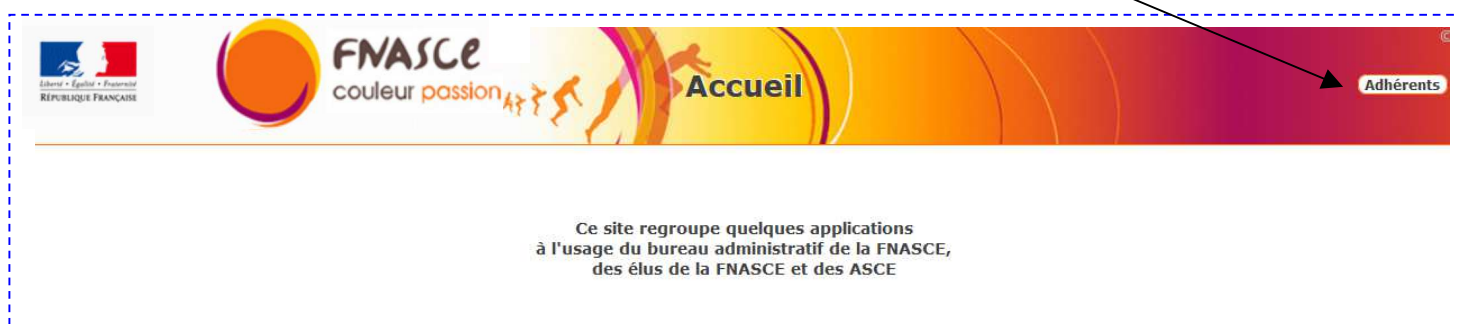 Liberté • Égalité • Fraternité
RÉPUBLIQUE FRANÇAISE
FNASCE
couleur passion
Accueil
©
Adhérents
Ce site regroupe quelques applications
à l'usage du bureau administratif de la FNASCE,
des élus de la FNASCE et des ASCE